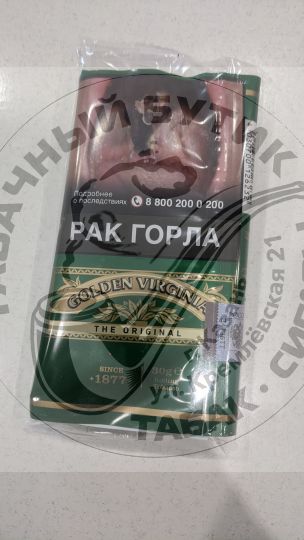 Подробнее
о последствиях
8 800 200 0 200
РАК ГОРЛА
GOLDEN VIRGINIA
THE ORIGINAL
SINCE
•1877
30g e
ТАБАЧНЫЙ БУТИК
ТАБАК
ул. Кремлёвская 21